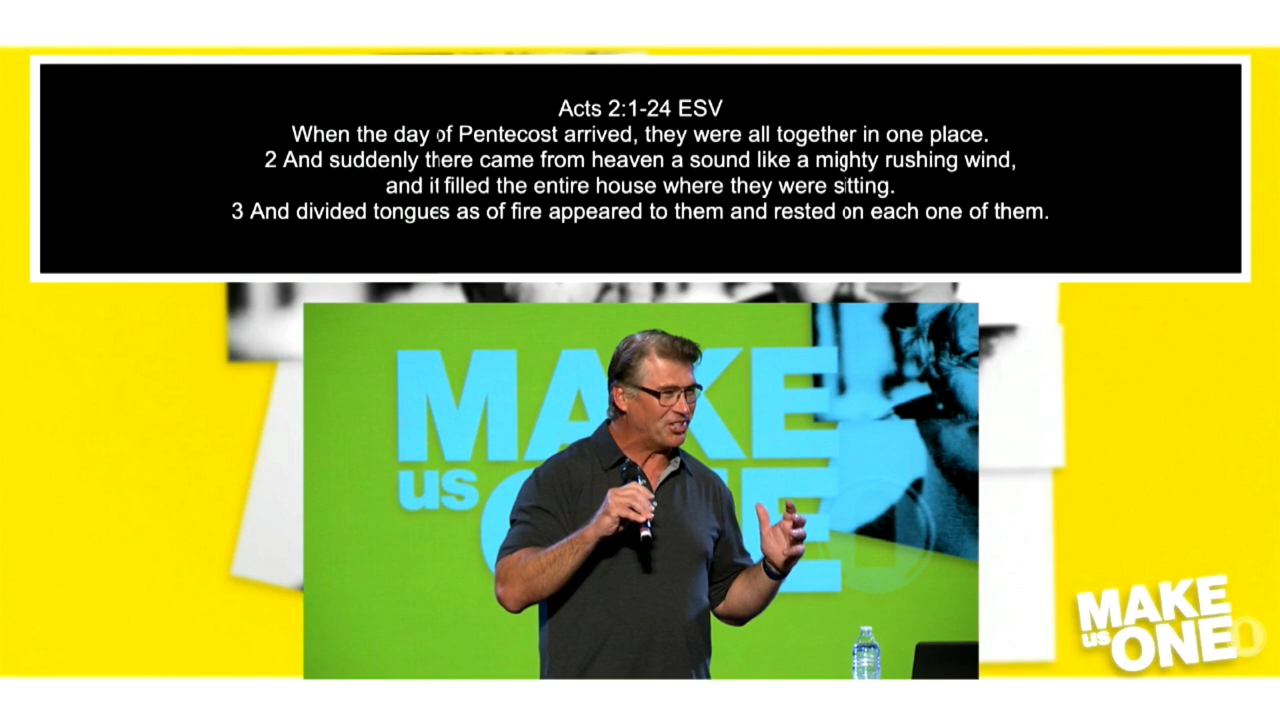 Acts 2:1-24 ESV
When the day of Pentecost arrived, they were all together in one place.
2 And suddenly there came from heaven a sound like a mighty rushing wind,
and it filled the entire house where they were sitting.
3 And divided tongues as of fire appeared to them and rested on each one of them.
MAKE
us ONE
MAKE
us ONE